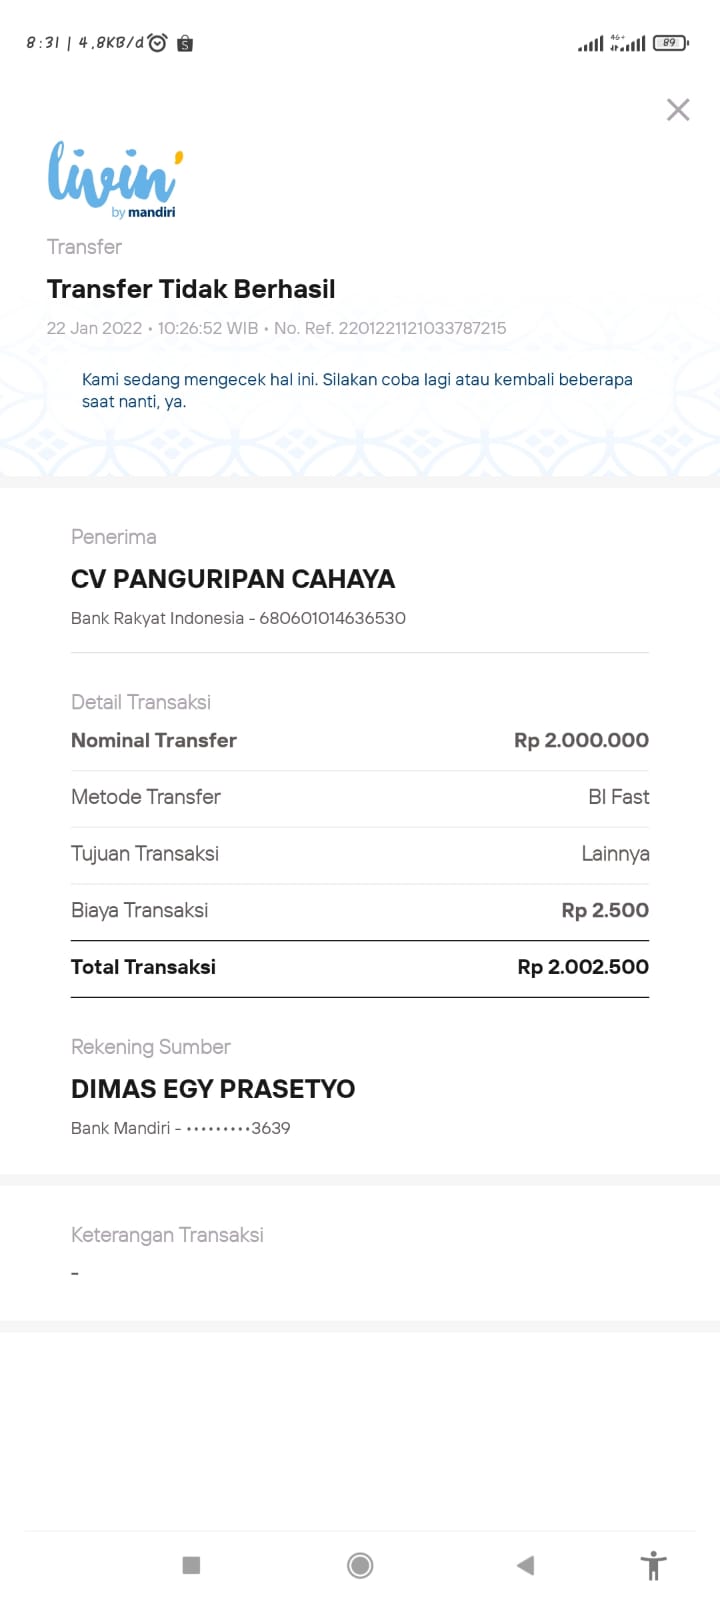 8:31 | 4,8KB/d
4G+
89
livin'
by mandiri
Transfer
Transfer Tidak Berhasil
22 Jan 2022 • 10:26:52 WIB • No. Ref. 2201221121033787215
Kami sedang mengecek hal ini. Silakan coba lagi atau kembali beberapa
saat nanti, ya.
Penerima
CV PANGURIPAN CAHAYA
Bank Rakyat Indonesia - 680601014636530
Detail Transaksi
Nominal Transfer Rp 2.000.000
Metode Transfer BI Fast
Tujuan Transaksi Lainnya
Biaya Transaksi Rp 2.500
Total Transaksi Rp 2.002.500
Rekening Sumber
DIMAS EGY PRASETYO
Bank Mandiri - •••••••••3639
Keterangan Transaksi
-